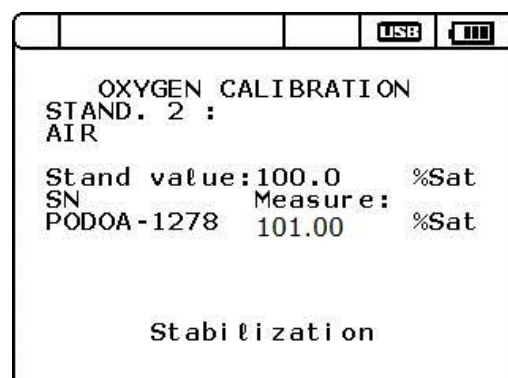 USB
OXYGEN CALIBRATION
STAND. 2 :
AIR
Stand value:100.0 %Sat
SN Measure:
PODOA-1278 101.00 %Sat
Stabilization